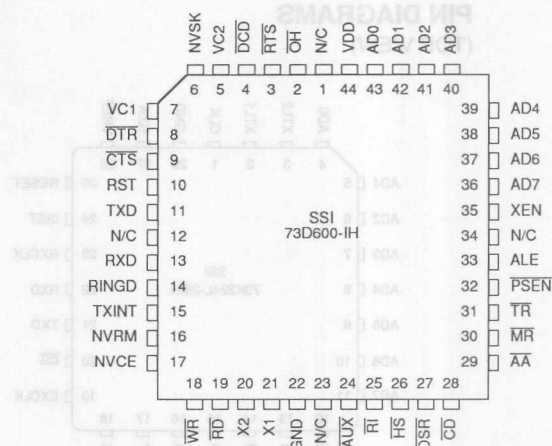 NVSK VC2 DCD RTS OH N/C VDD AD0 AD1 AD2 AD3
6 5 4 3 2 1 44 43 42 41 40
VC1 7
DTR 8
CTS 9
RST 10
TXD 11
N/C 12
RXD 13
RINGD 14
TXINT 15
NVRM 16
NVCE 17
SSI
73D600-IH
39 AD4
38 AD5
37 AD6
36 AD7
35 XEN
34 N/C
33 ALE
32 PSEN
31 TR
30 MR
29 AA
18 19 20 21 22 23 24 25 26 27 28
WR RD X2 X1 GND N/C AUX RI HS DSR CD